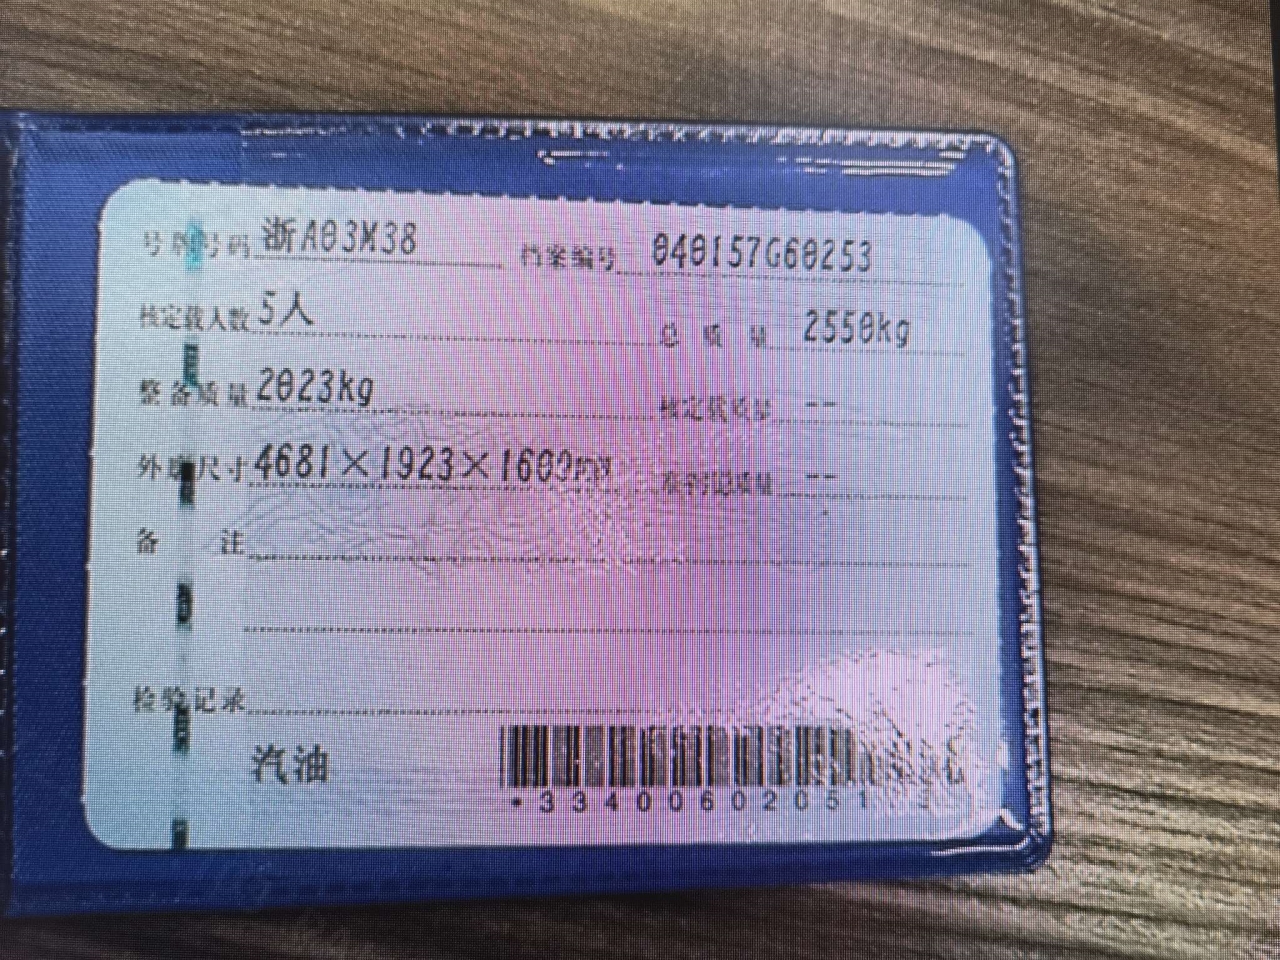 号牌号码 浙A03M38 档案编号 040157G60253
核定载人数 5人 总质量 2550kg
整备质量 2023kg 核定载质量 --
外廓尺寸 4681×1923×1600mm 准牵引总质量 --
备注
检验记录
汽油
*33400602051